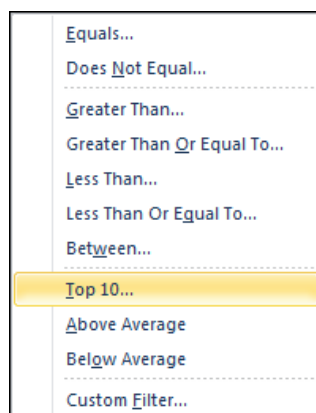 Equals...
Does Not Equal...
Greater Than...
Greater Than Or Equal To...
Less Than...
Less Than Or Equal To...
Between...
Top 10...
Above Average
Below Average
Custom Filter...